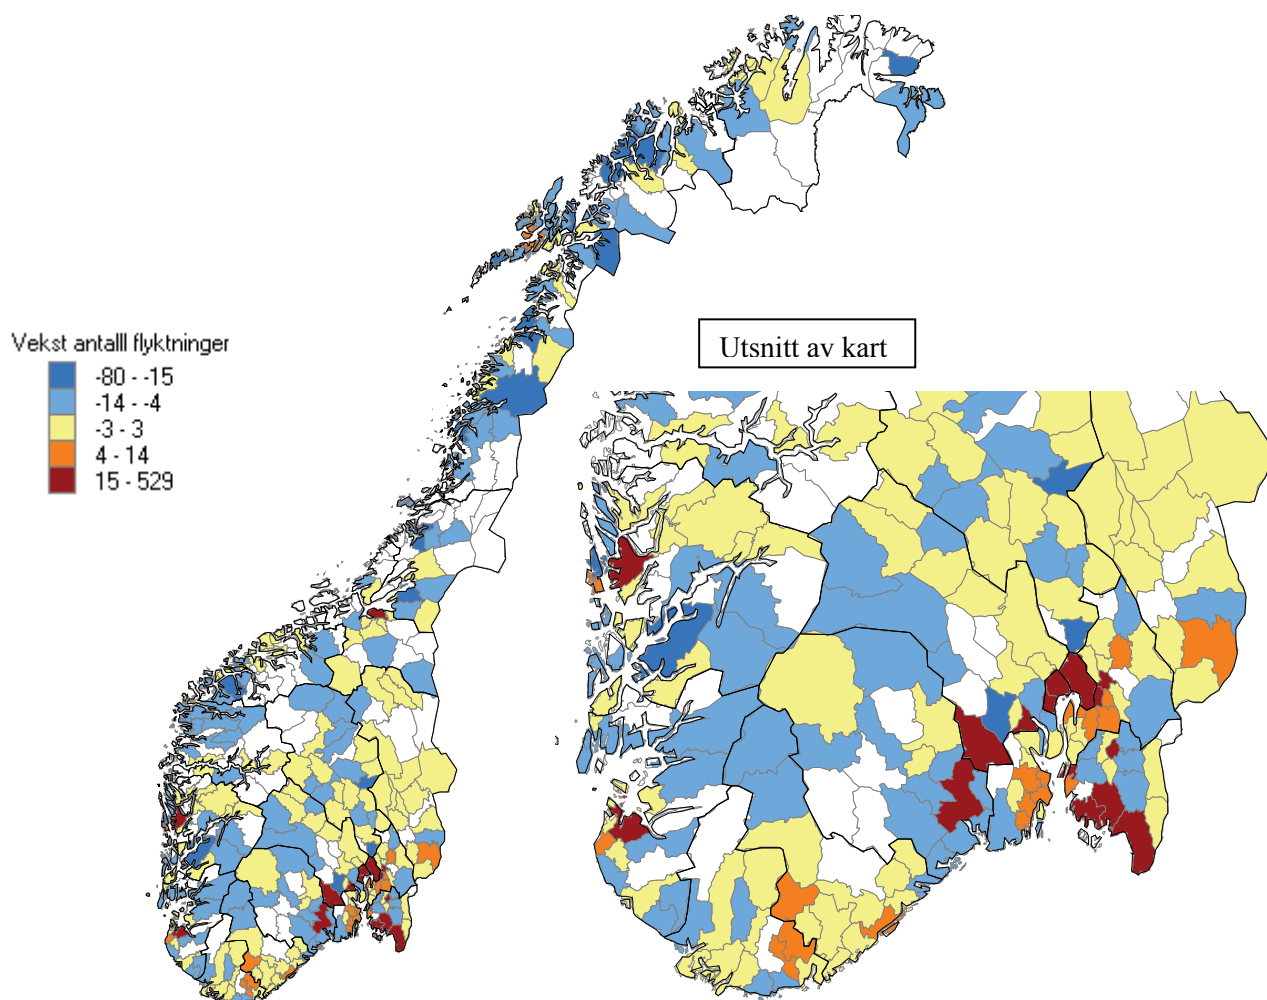 Vekst antalll flyktninger
-80 - -15
-14 - -4
-3 - 3
4 - 14
15 - 529
Utsnitt av kart